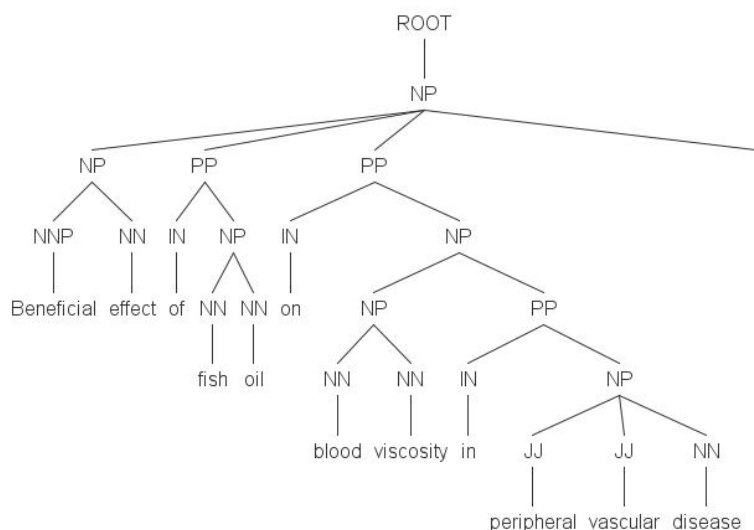 ROOT
NP
NP PP PP
NNP NN IN NP IN NP
Beneficial effect of NN NN on NP PP
fish oil NN NN IN NP
blood viscosity in JJ JJ NN
peripheral vascular disease